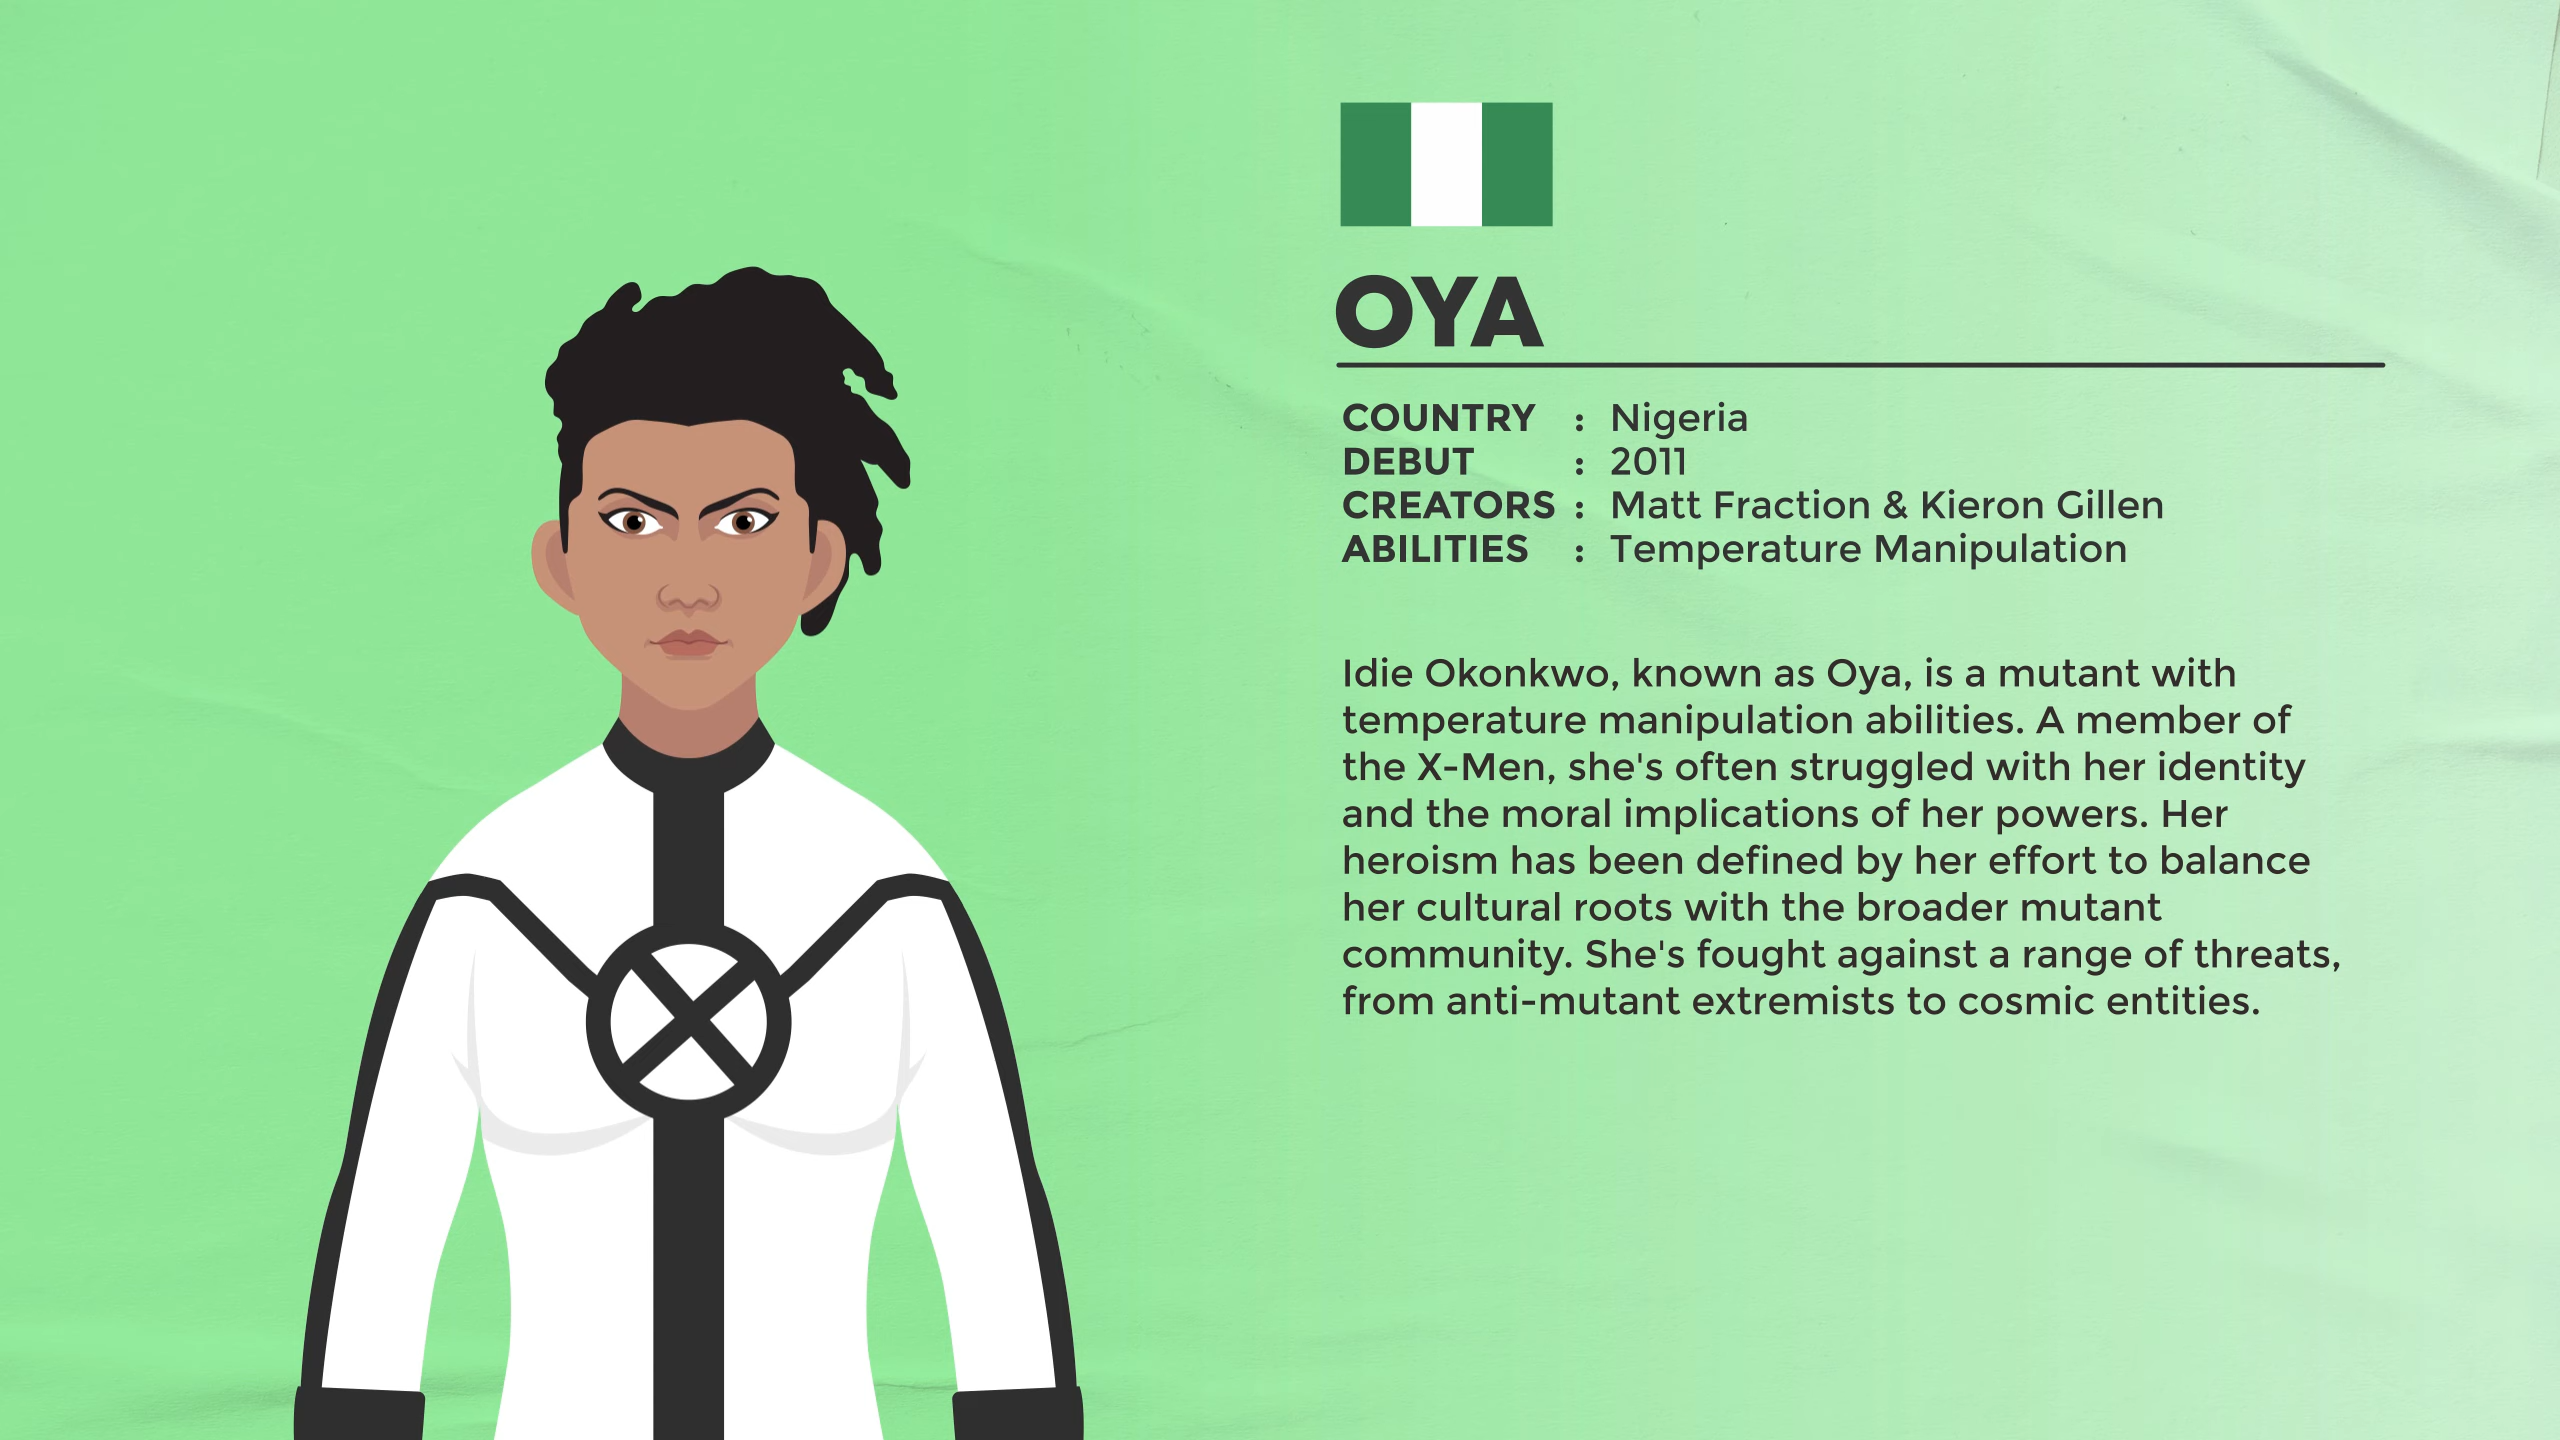 OYA
COUNTRY : Nigeria
DEBUT : 2011
CREATORS : Matt Fraction & Kieron Gillen
ABILITIES : Temperature Manipulation
Idie Okonkwo, known as Oya, is a mutant with
temperature manipulation abilities. A member of
the X-Men, she's often struggled with her identity
and the moral implications of her powers. Her
heroism has been defined by her effort to balance
her cultural roots with the broader mutant
community. She's fought against a range of threats,
from anti-mutant extremists to cosmic entities.